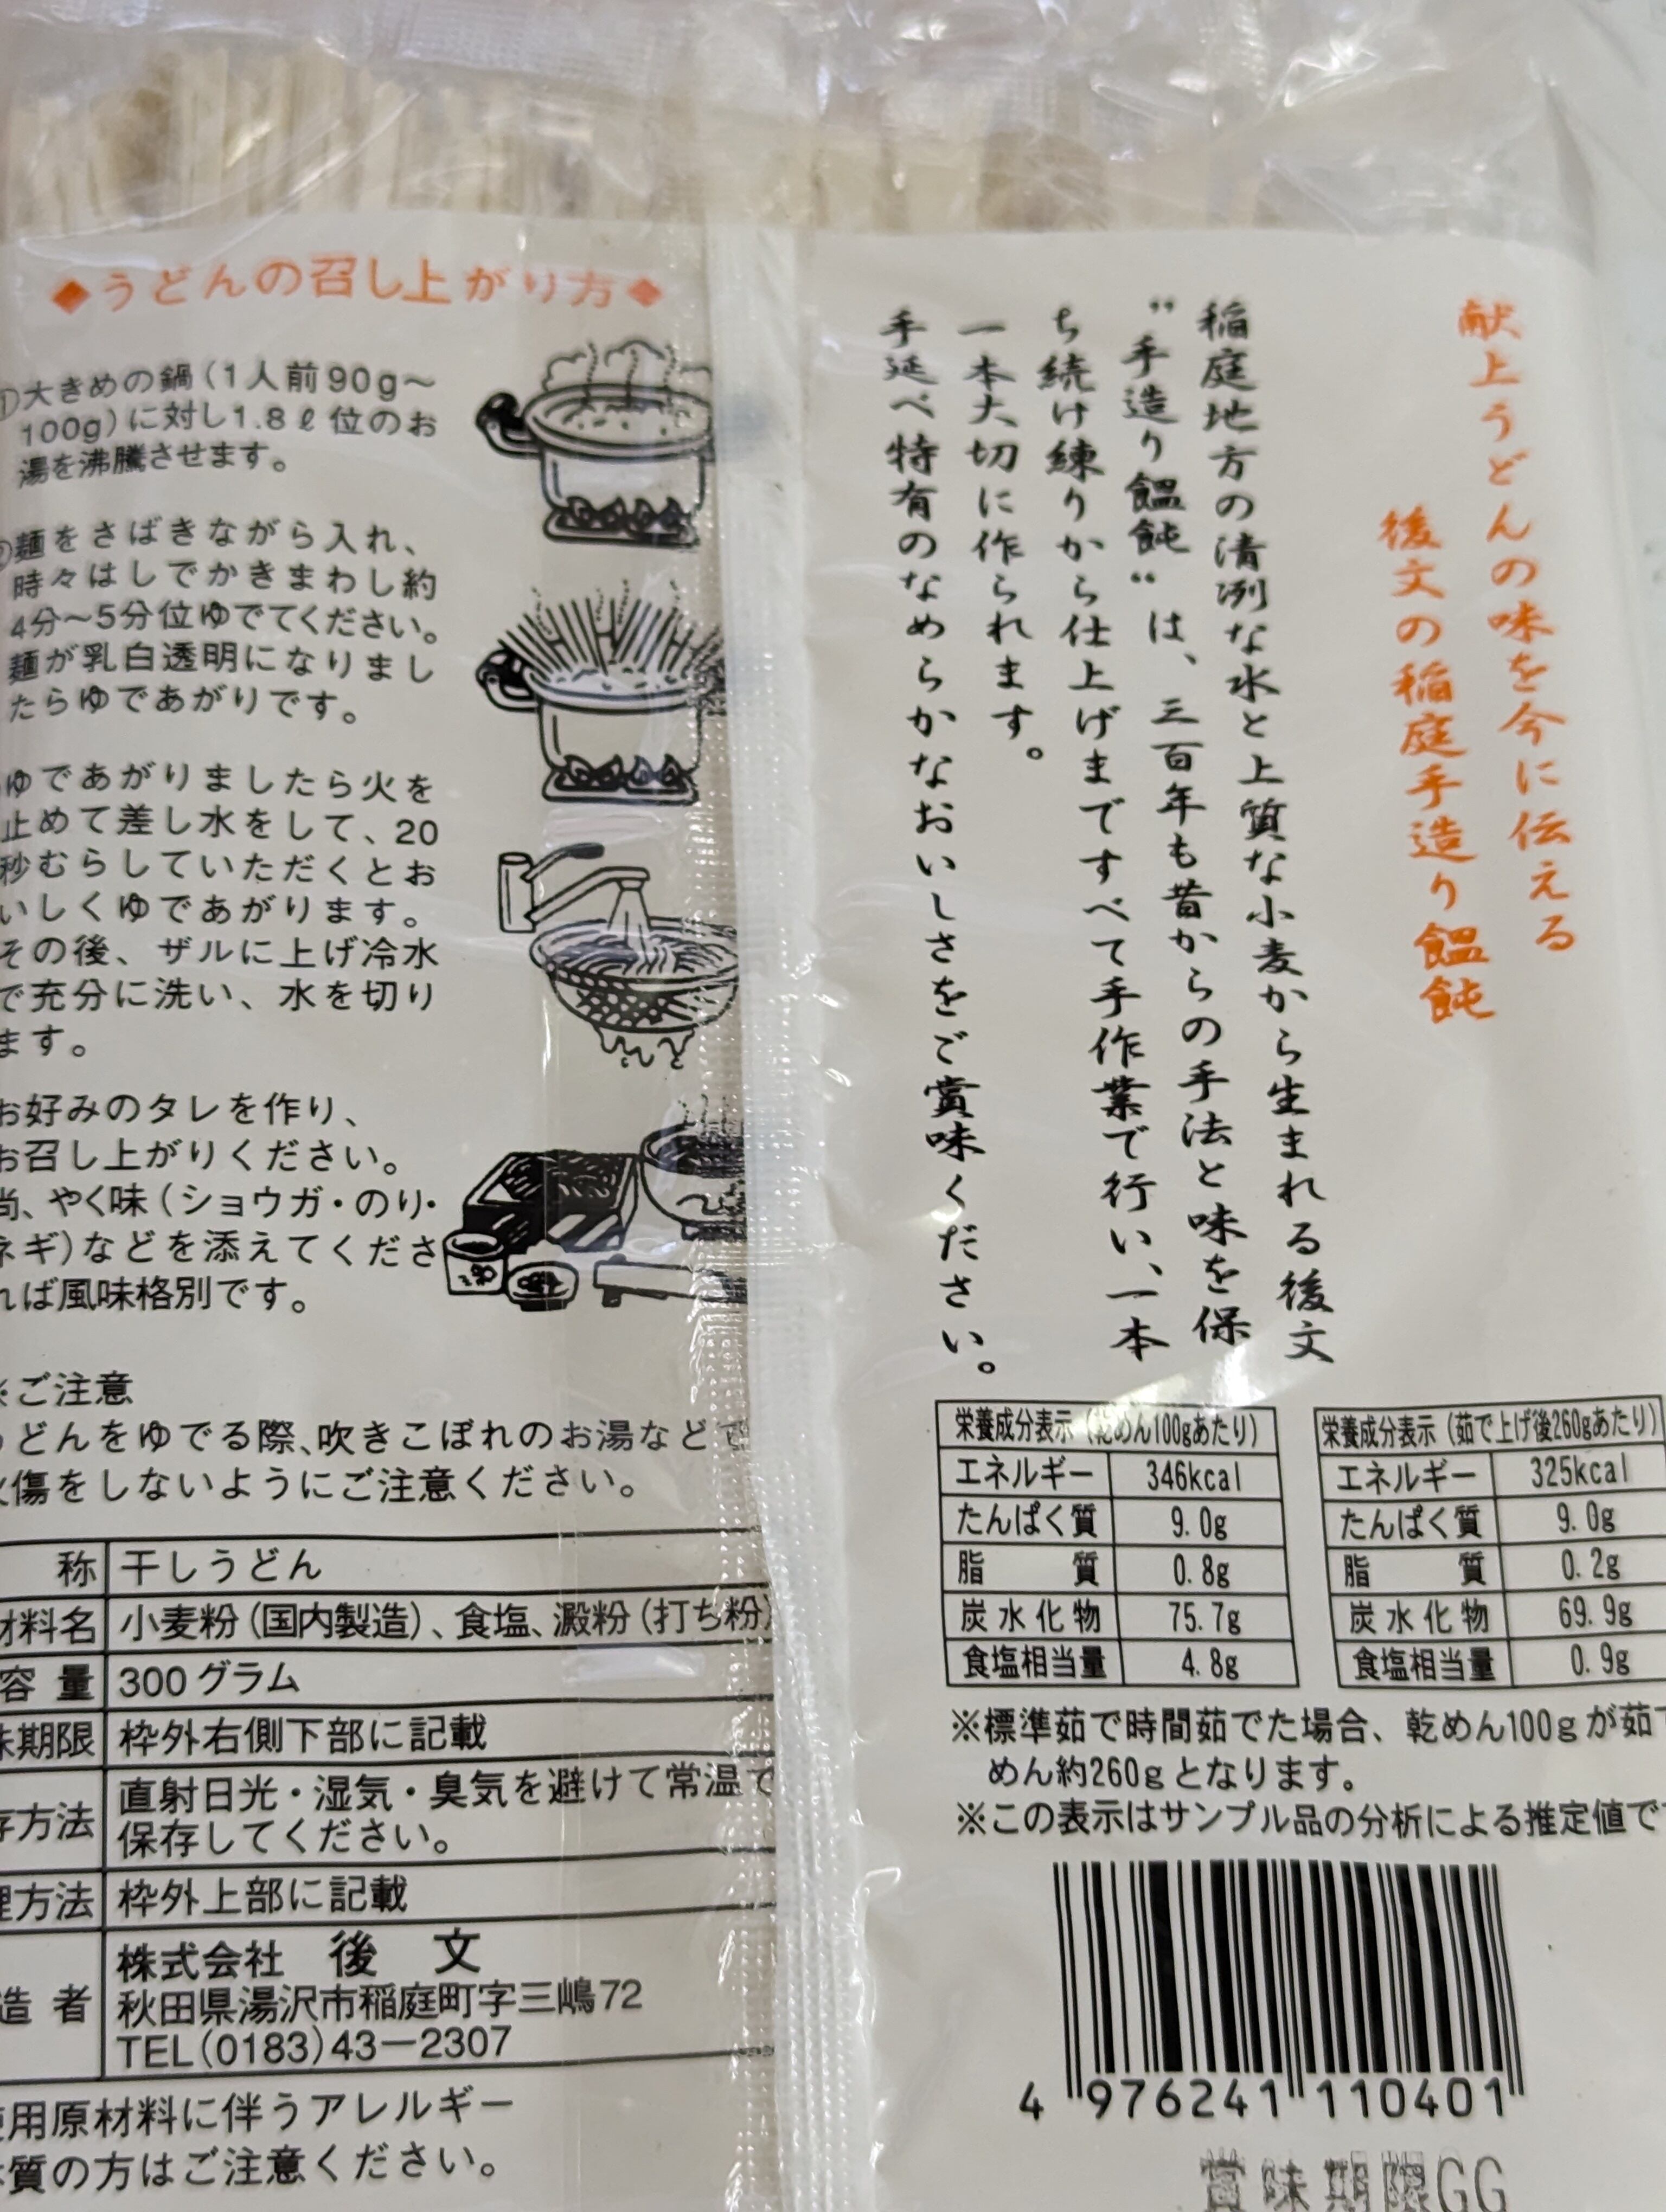 ◆うどんの召し上がり方◆
①大きめの鍋(1人前90g〜
100g)に対し1.8ℓ位のお
湯を沸騰させます。
麺をさばきながら入れ、
時々はしでかきまわし約
4分〜5分位ゆでてください。
麺が乳白透明になりまし
たらゆであがりです。
ゆであがりましたら火を
止めて差し水をして、20
秒むらしていただくとお
いしくゆであがります。
その後、ザルに上げ冷水
で充分に洗い、水を切り
ます。
お好みのタレを作り、
お召し上がりください。
尚、やく味(ショウガ・のり・
ネギ)などを添えてくださ
れば風味格別です。
※ご注意
うどんをゆでる際、吹きこぼれのお湯などで
火傷をしないようにご注意ください。
称 干しうどん
材料名 小麦粉(国内製造)、食塩、澱粉(打ち粉)
容量 300グラム
味期限 枠外右側下部に記載
存方法 直射日光・湿気・臭気を避けて常温で
保存してください。
理方法 枠外上部に記載
造者 株式会社 後文
秋田県湯沢市稲庭町字三嶋72
TEL(0183)43-2307
使用原材料に伴うアレルギー
体質の方はご注意ください。
献上うどんの味を今に伝える
後文の稲庭手造り饂飩
稲庭地方の清冽な水と上質な小麦から生まれる後文
“手造り饂飩“は、三百年も昔からの手法と味を保
ち続け練りから仕上げまですべて手作業で行い、一本
一本大切に作られます。
手延べ特有のなめらかなおいしさをご賞味ください。
栄養成分表示(乾めん100gあたり)
エネルギー 346kcal
たんぱく質 9.0g
脂質 0.8g
炭水化物 75.7g
食塩相当量 4.8g
栄養成分表示(茹で上げ後260gあたり)
エネルギー 325kcal
たんぱく質 9.0g
脂質 0.2g
炭水化物 69.9g
食塩相当量 0.9g
※標準茹で時間茹でた場合、乾めん100gが茹で
めん約260gとなります。
※この表示はサンプル品の分析による推定値で
4 976241 110401
賞味期限GG